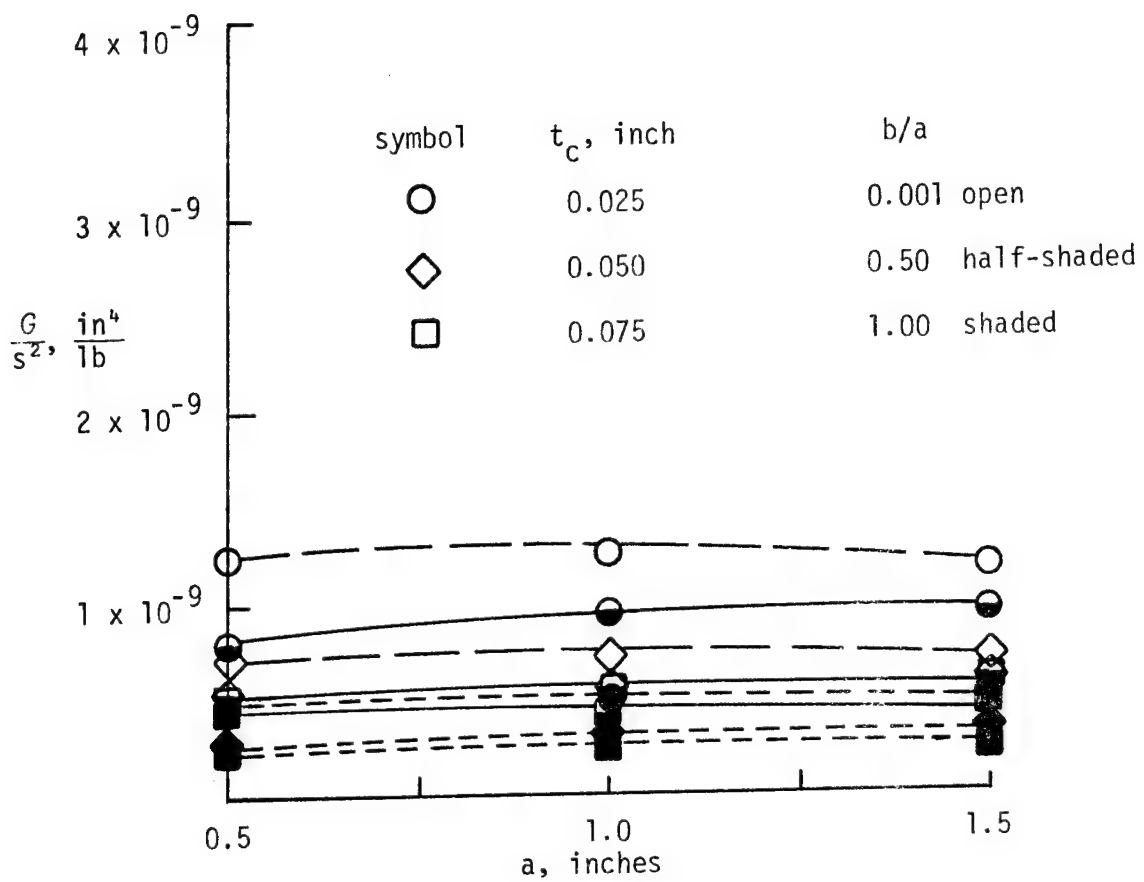 4 x 10⁻⁹
symbol t_c, inch b/a
0.025 0.001 open
3 x 10⁻⁹
0.050 0.50 half-shaded
G/s², in⁴/lb
0.075 1.00 shaded
2 x 10⁻⁹
1 x 10⁻⁹
0.5 1.0 1.5
a, inches